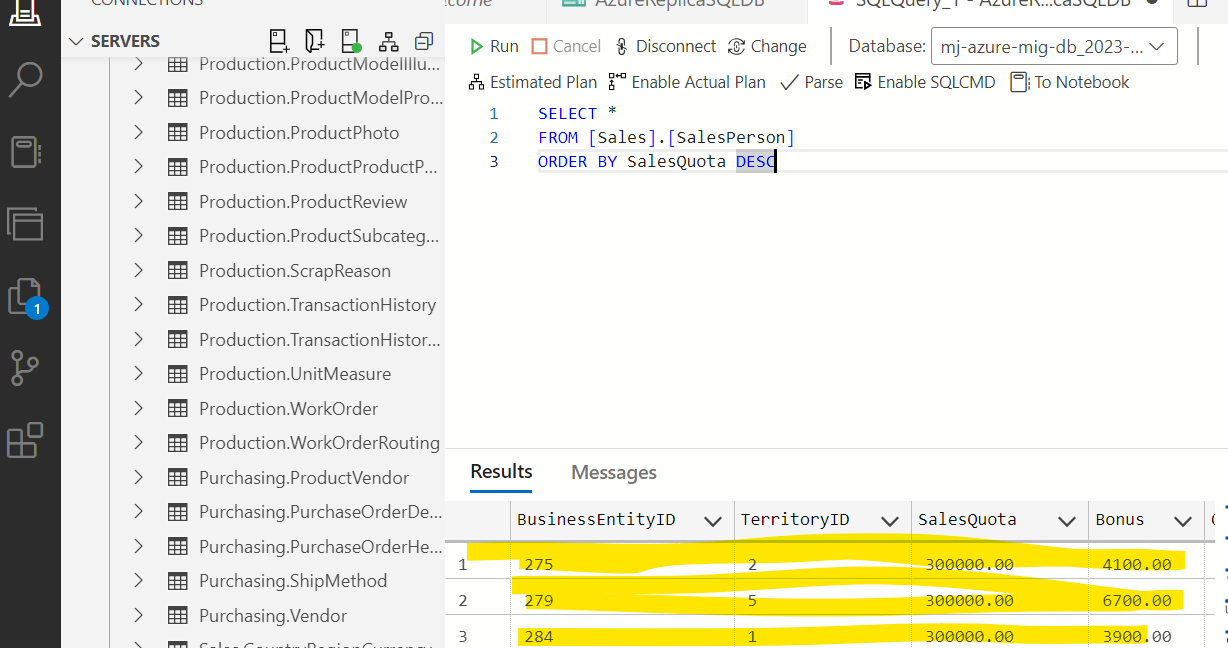 CONNECTIONS
SERVERS
Production.ProductModelIllu...
Production.ProductModelPro...
Production.ProductPhoto
Production.ProductProductP...
Production.ProductReview
Production.ProductSubcateg...
Production.ScrapReason
Production.TransactionHistory
Production.TransactionHistor...
Production.UnitMeasure
Production.WorkOrder
Production.WorkOrderRouting
Purchasing.ProductVendor
Purchasing.PurchaseOrderDe...
Purchasing.PurchaseOrderHe...
Purchasing.ShipMethod
Purchasing.Vendor
Sales.CountryRegionCurrency
1
come AzureReplicaSQLDB SQLQuery_1 - AzureR...caSQLDB
Run Cancel Disconnect Change Database: mj-azure-mig-db_2023-...
Estimated Plan Enable Actual Plan Parse Enable SQLCMD To Notebook
1 SELECT *
2 FROM [Sales].[SalesPerson]
3 ORDER BY SalesQuota DESC
Results Messages
BusinessEntityID TerritoryID SalesQuota Bonus
1 275 2 300000.00 4100.00
2 279 5 300000.00 6700.00
3 284 1 300000.00 3900.00